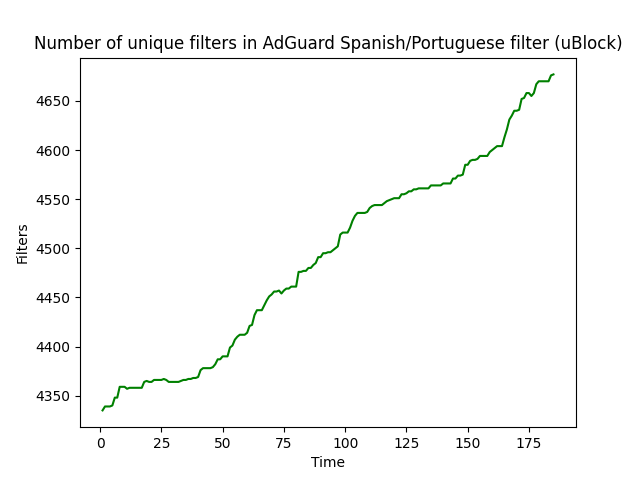 Number of unique filters in AdGuard Spanish/Portuguese filter (uBlock)
Filters
4650
4600
4550
4500
4450
4400
4350
0 25 50 75 100 125 150 175
Time